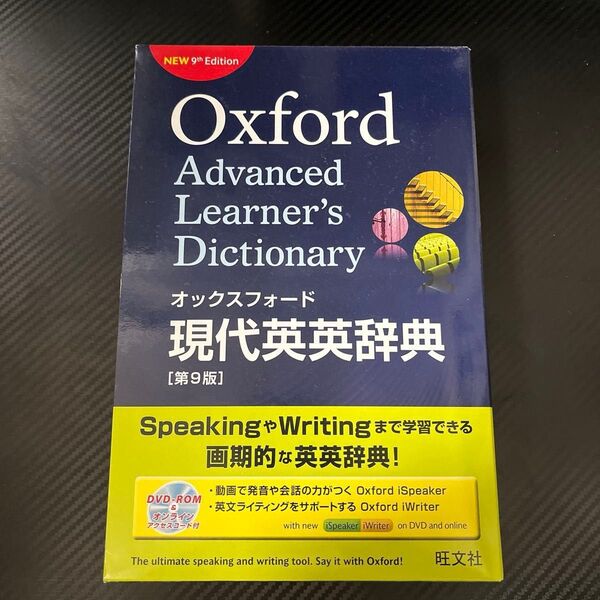 NEW 9th Edition
Oxford
Advanced
Learner's
Dictionary
オックスフォード
現代英英辞典
[第9版]
SpeakingやWritingまで学習できる
画期的な英英辞典!
DVD-ROM
&
オンライン
アクセスコード付
・動画で発音や会話の力がつく Oxford iSpeaker
・英文ライティングをサポートする Oxford iWriter
with new iSpeaker iWriter on DVD and online
The ultimate speaking and writing tool. Say it with Oxford!
旺文社